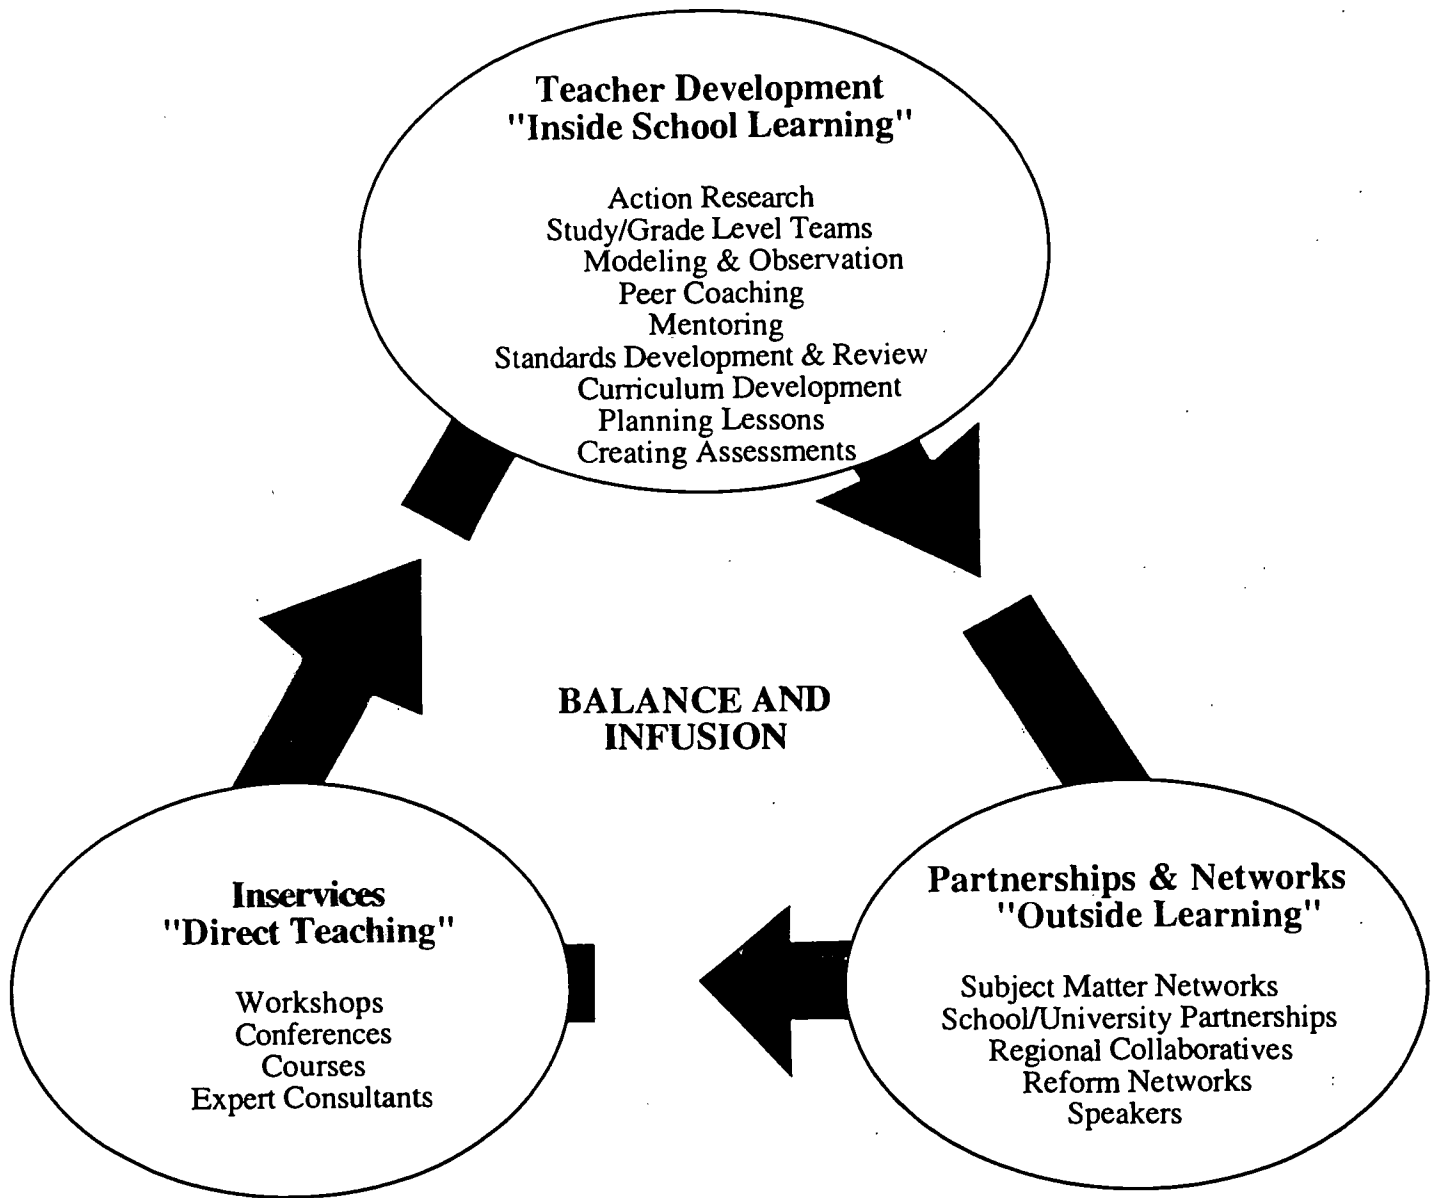 Teacher Development
"Inside School Learning"
Action Research
Study/Grade Level Teams
Modeling & Observation
Peer Coaching
Mentoring
Standards Development & Review
Curriculum Development
Planning Lessons
Creating Assessments
BALANCE AND
INFUSION
Inservices
"Direct Teaching"
Workshops
Conferences
Courses
Expert Consultants
Partnerships & Networks
"Outside Learning"
Subject Matter Networks
School/University Partnerships
Regional Collaboratives
Reform Networks
Speakers